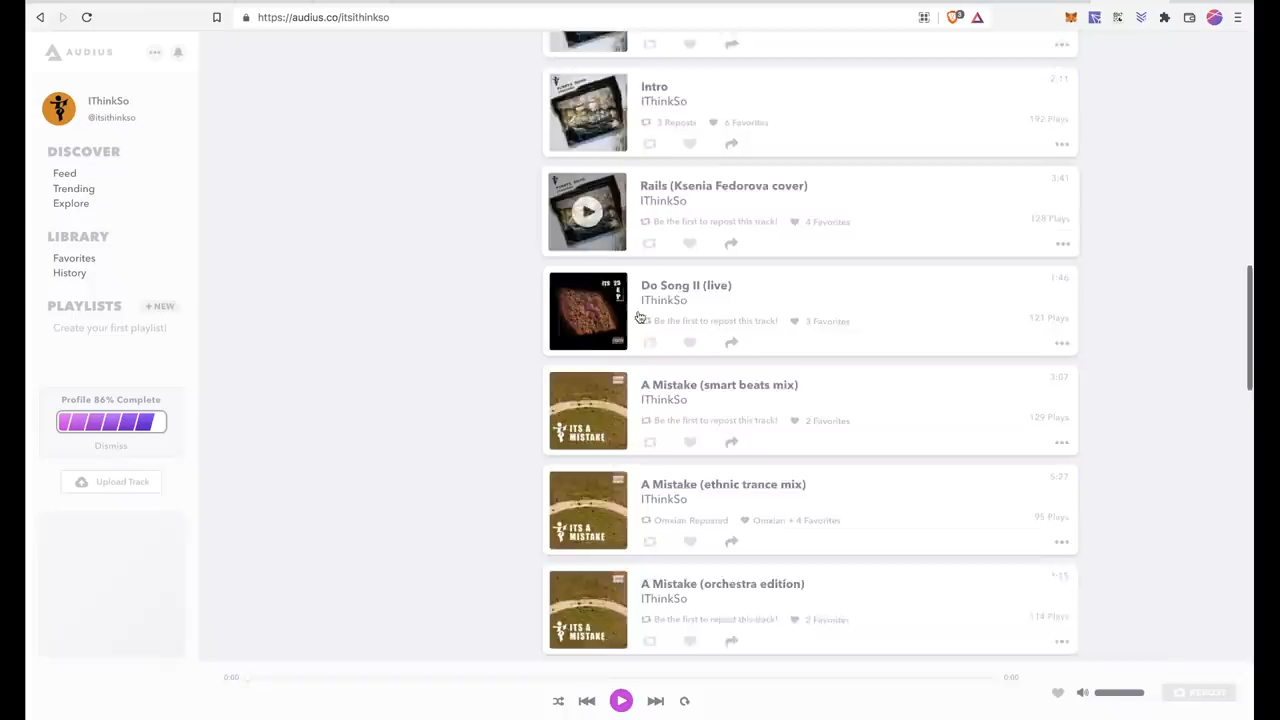 https://audius.co/itsithinkso
3
AUDIUS
IThinkSo
@itsithinkso
DISCOVER
Feed
Trending
Explore
LIBRARY
Favorites
History
PLAYLISTS
+ NEW
Create your first playlist!
Profile 86% Complete
Dismiss
Upload Track
Intro
2:11
IThinkSo
3 Reposts
6 Favorites
192 Plays
Rails (Ksenia Fedorova cover)
3:41
IThinkSo
Be the first to repost this track!
4 Favorites
128 Plays
Do Song II (live)
1:46
IThinkSo
Be the first to repost this track!
3 Favorites
121 Plays
A Mistake (smart beats mix)
3:07
IThinkSo
Be the first to repost this track!
2 Favorites
129 Plays
ITS A
MISTAKE
A Mistake (ethnic trance mix)
IThinkSo
Omxian Reposted
Omxian + 4 Favorites
95 Plays
ITS A
MISTAKE
A Mistake (orchestra edition)
IThinkSo
Be the first to repost this track!
2 Favorites
114 Plays
ITS A
MISTAKE
0:00
0:00